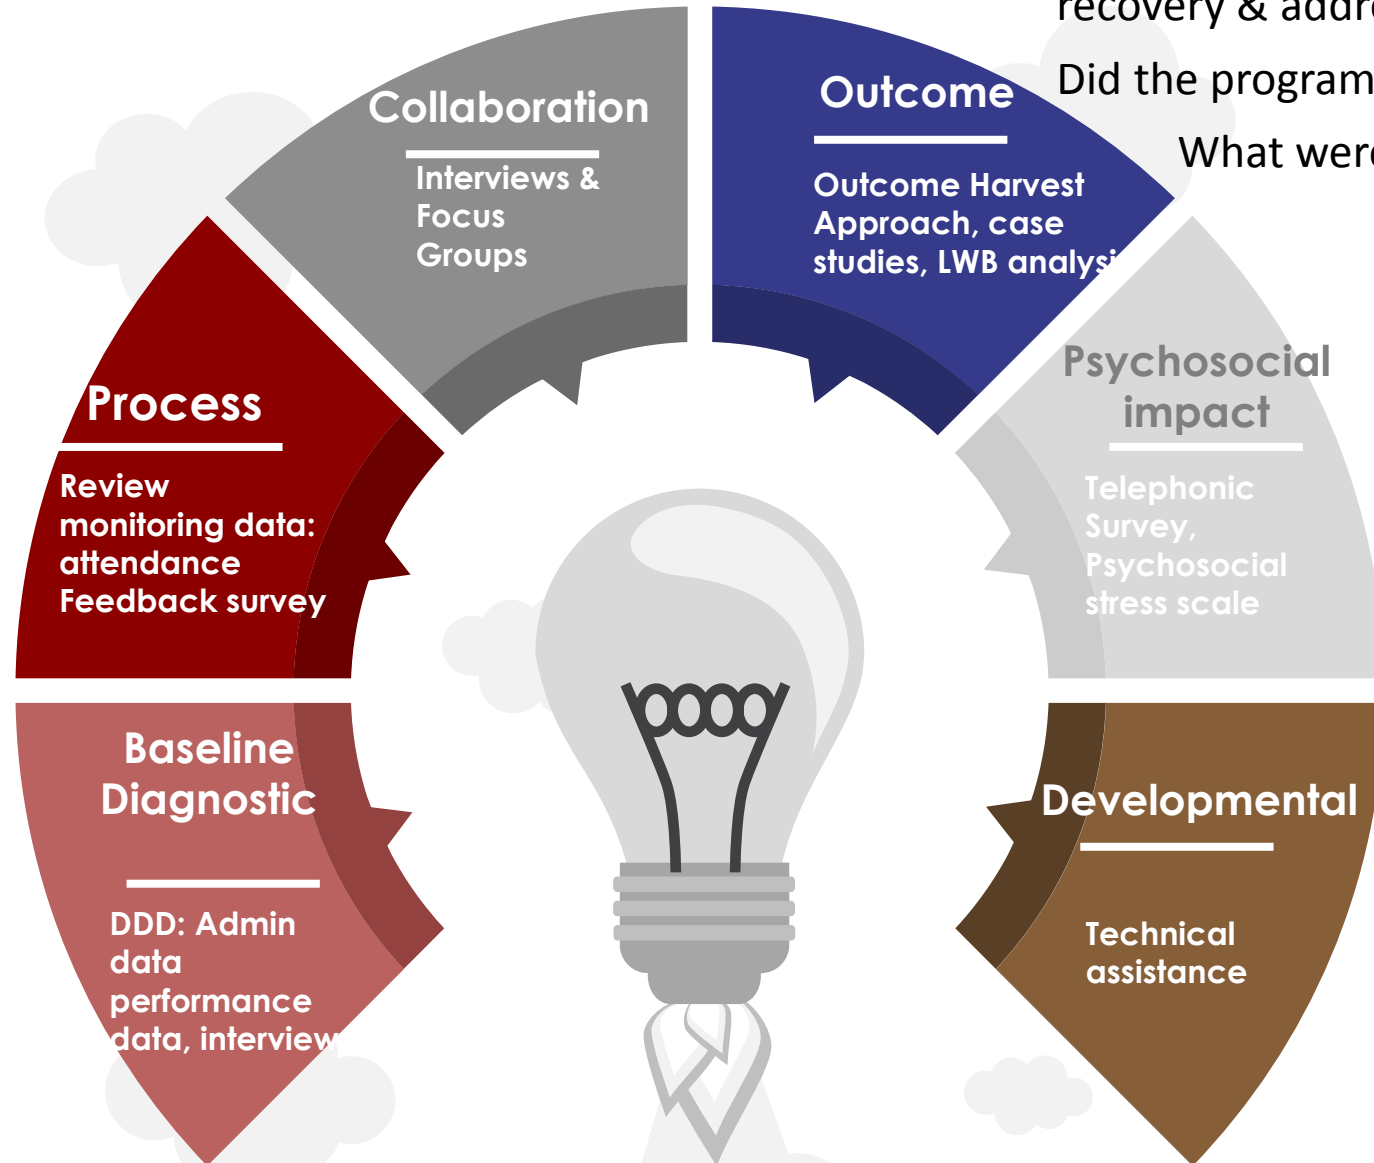 recovery &
Did the program
What were
Collaboration
Interviews &
Focus
Groups
Outcome
Outcome Harvest
Approach, case
studies, LWB
Process
Review
monitoring data:
attendance
Feedback survey
Psychosocial
impact
Telephonic
Survey,
Psychosocial
stress scale
Baseline
Diagnostic
DDD: Admin
data
performance
data, interview
Developmental
Technical
assistance